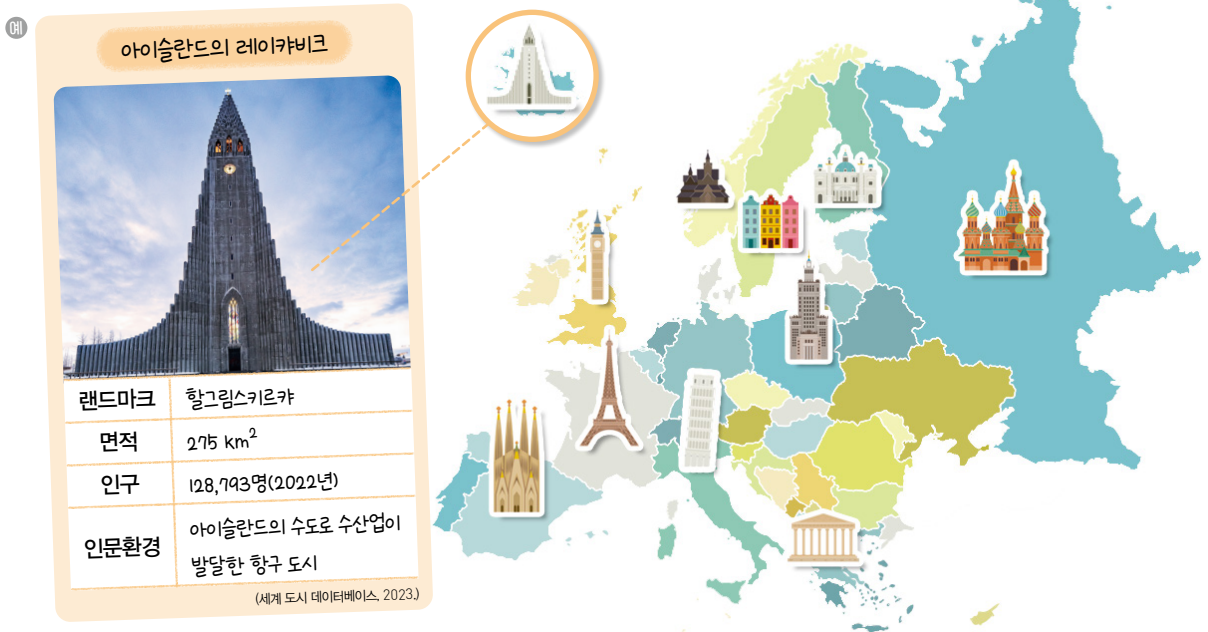 예
아이슬란드의 레이캬비크
랜드마크 할그림스키르캬
면적 275 km²
인구 128,793명(2022년)
인문환경 아이슬란드의 수도로 수산업이
발달한 항구 도시
(세계 도시 데이터베이스, 2023.)